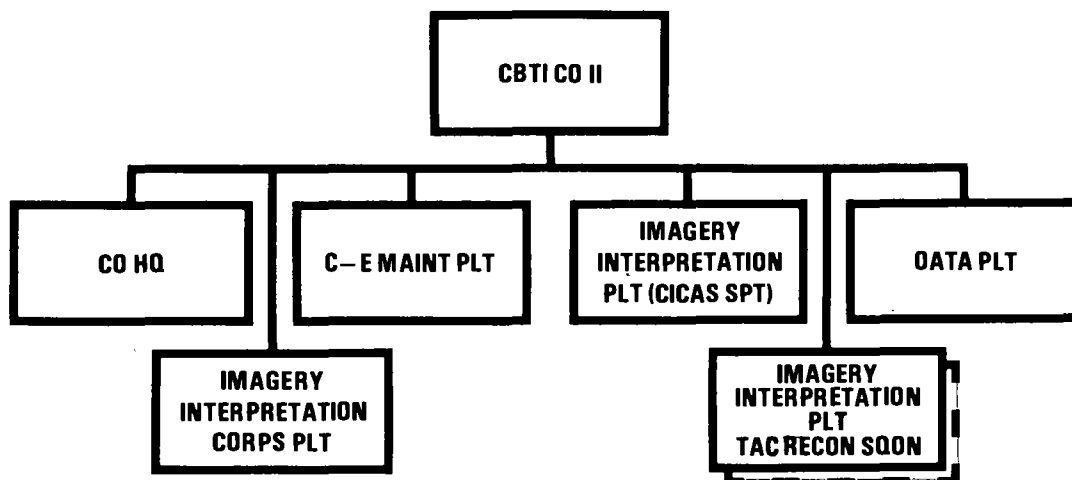 CBTI CO II
CO HQ
C-E MAINT PLT
IMAGERY
INTERPRETATION
PLT (CICAS SPT)
OATA PLT
IMAGERY
INTERPRETATION
CORPS PLT
IMAGERY
INTERPRETATION
PLT
TAC RECON SQON